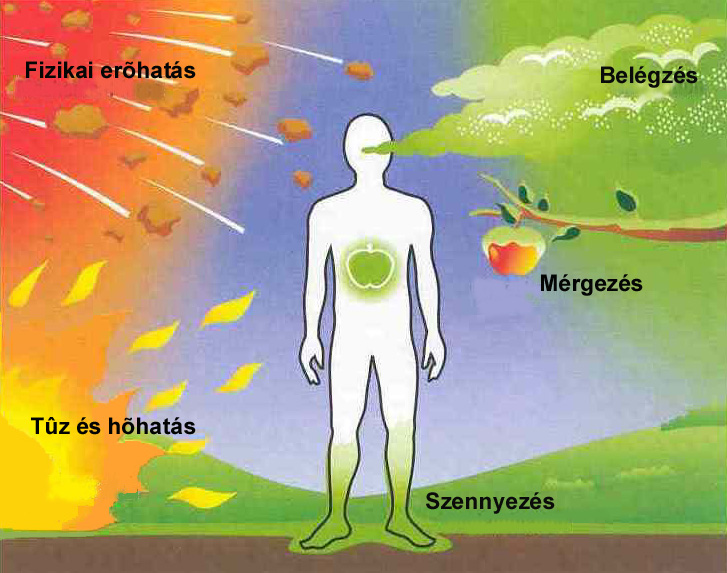 Fizikai erõhatás
Belégzés
Mérgezés
Tûz és hõhatás
Szennyezés